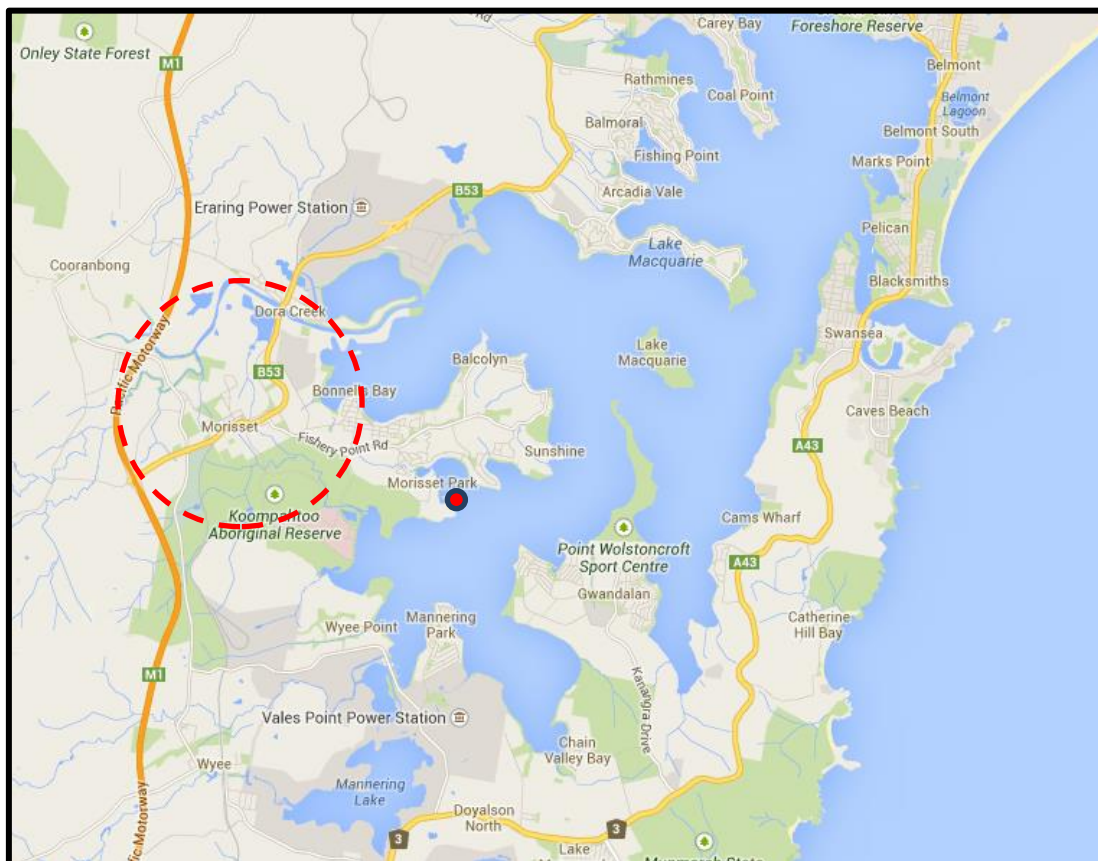 Rd
Carey Bay
Foreshore Reserve
Onley State Forest
M1
Belmont
Rathmines
Coal Point
Belmont
Lagoon
Balmoral
Belmont South
Fishing Point
Marks Point
B53
Arcadia Vale
Eraring Power Station
Pelican
Lake
Macquarie
Cooranbong
Blacksmiths
Dora Creek
Swansea
Lake
Macquarie
Pacific Motorway
Balcolyn
B53
Bonnells Bay
Caves Beach
Morisset
Fishery Point Rd
A43
Sunshine
Morisset Park
Koompahtoo
Aboriginal Reserve
Cams Wharf
Point Wolstoncroft
Sport Centre
A43
Gwandalan
Mannering
Park
Catherine
Hill Bay
Wyee Point
M1
Kanangra Drive
Vales Point Power Station
Chain
Valley Bay
Wyee
Mannering
Lake
Doyalson
North
3
3
Lake
Munmorah State